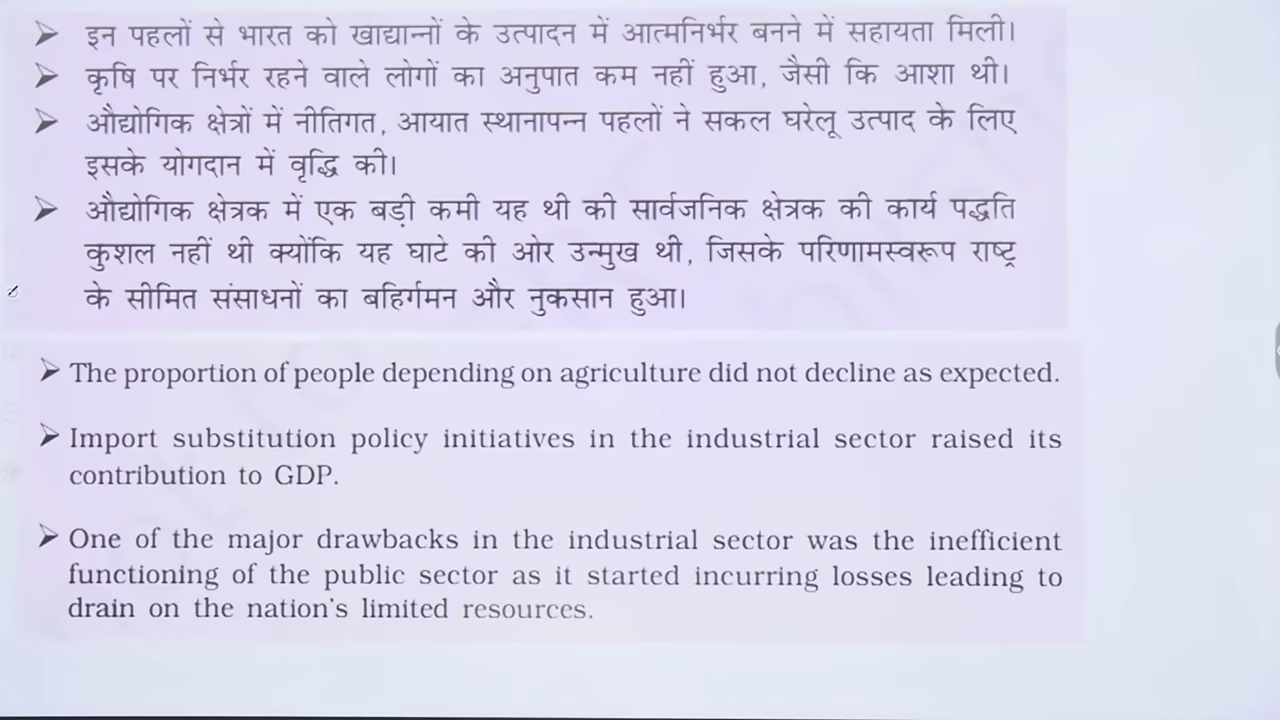 ➢ इन पहलों से भारत को खाद्यान्नों के उत्पादन में आत्मनिर्भर बनने में सहायता मिली।
➢ कृषि पर निर्भर रहने वाले लोगों का अनुपात कम नहीं हुआ, जैसी कि आशा थी।
➢ औद्योगिक क्षेत्रों में नीतिगत, आयात स्थानापन्न पहलों ने सकल घरेलू उत्पाद के लिए
इसके योगदान में वृद्धि की।
➢ औद्योगिक क्षेत्रक में एक बड़ी कमी यह थी की सार्वजनिक क्षेत्रक की कार्य पद्धति
कुशल नहीं थी क्योंकि यह घाटे की ओर उन्मुख थी, जिसके परिणामस्वरूप राष्ट्र
के सीमित संसाधनों का बहिर्गमन और नुकसान हुआ।
➢ The proportion of people depending on agriculture did not decline as expected.
➢ Import substitution policy initiatives in the industrial sector raised its
contribution to GDP.
➢ One of the major drawbacks in the industrial sector was the inefficient
functioning of the public sector as it started incurring losses leading to
drain on the nation's limited resources.